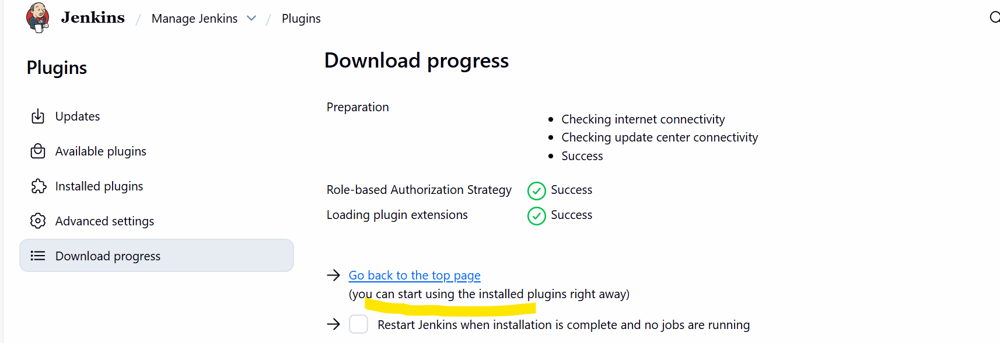 Jenkins / Manage Jenkins / Plugins
Plugins
Updates
Available plugins
Installed plugins
Advanced settings
Download progress
Download progress
Preparation
Checking internet connectivity
Checking update center connectivity
Success
Role-based Authorization Strategy Success
Loading plugin extensions Success
Go back to the top page
(you can start using the installed plugins right away)
Restart Jenkins when installation is complete and no jobs are running